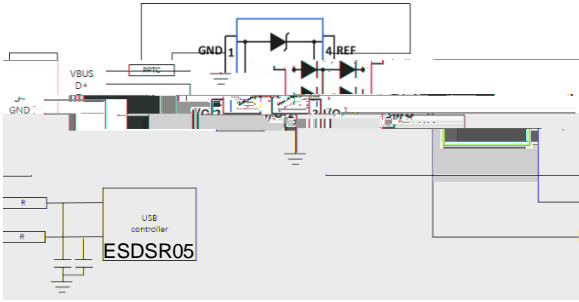 GND 1
4 REF
VBUS
PPTC
D+
GND
R
USB
controller
R
ESDSR05